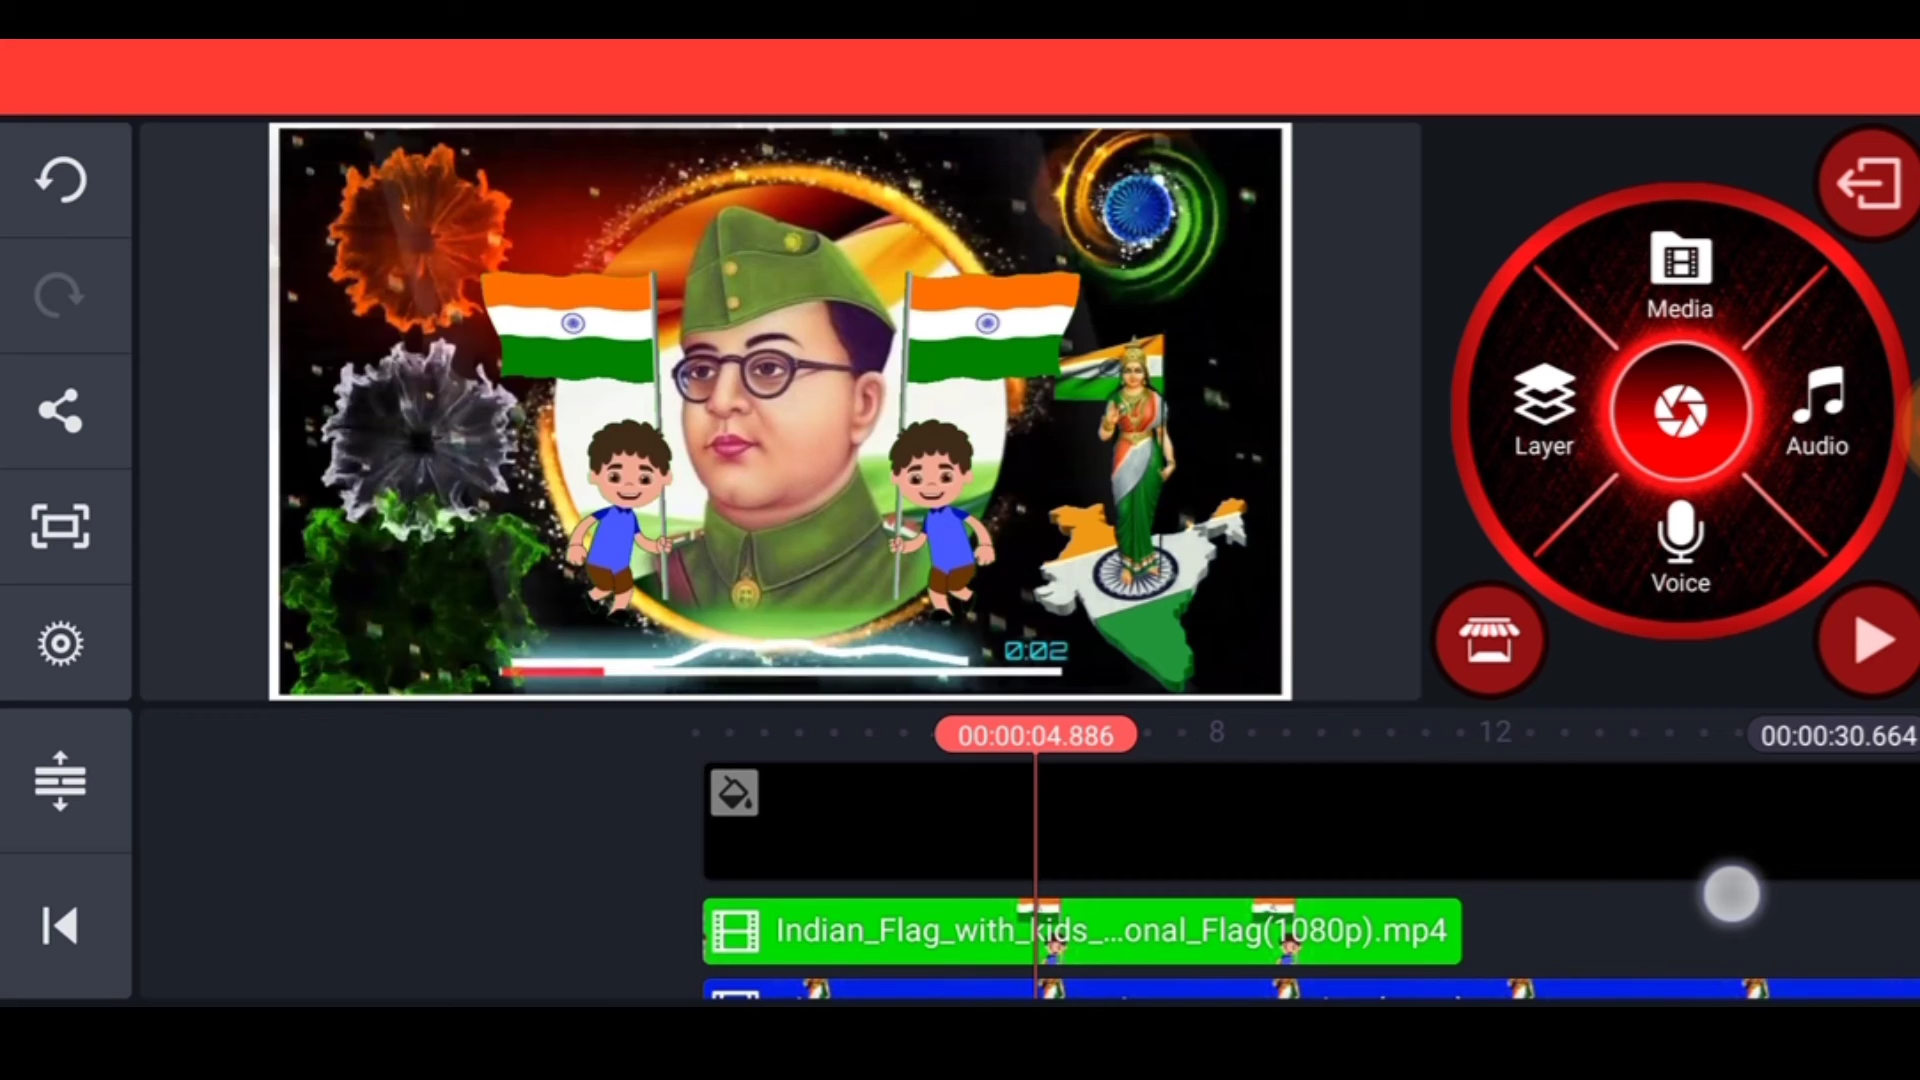 Media
Layer
Audio
Voice
0:02
00:00:04.886
8
12
00:00:30.664
Indian_Flag_with_kids_...onal_Flag(1080p).mp4